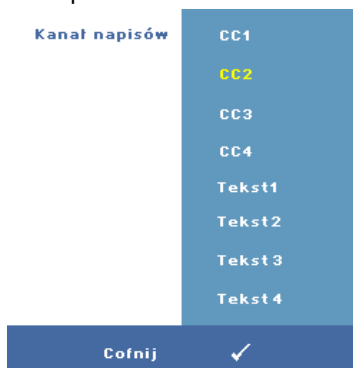 Kanał napisów CC1
CC2
CC3
CC4
Tekst1
Tekst2
Tekst3
Tekst4
Cofnij ✓